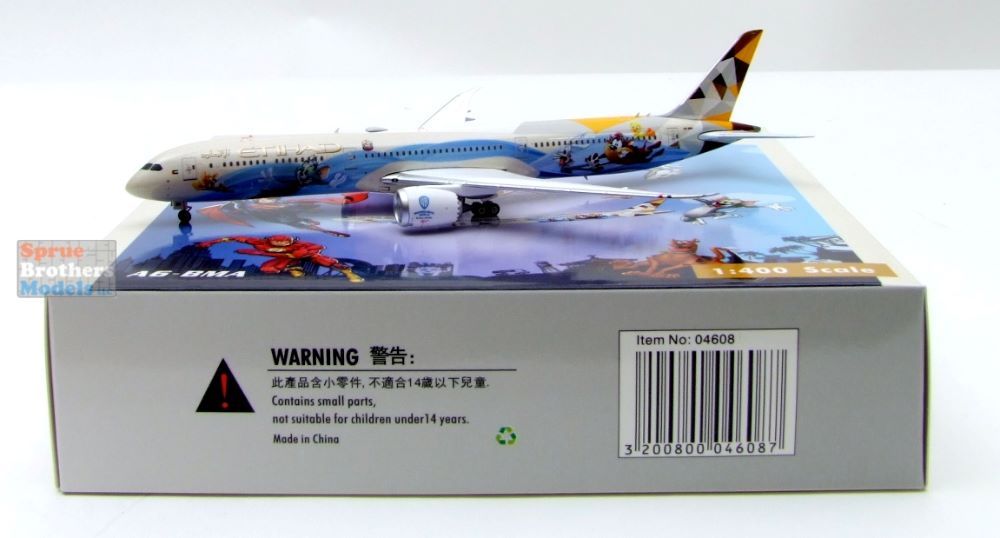 ETIHAD
Sprue
Brothers
Models
A6-BMA
1:400 Scale
WARNING 警告:
此產品含小零件, 不適合14歲以下兒童.
Contains small parts,
not suitable for children under14 years.
Made in China
Item No: 04608
3 200800 046087